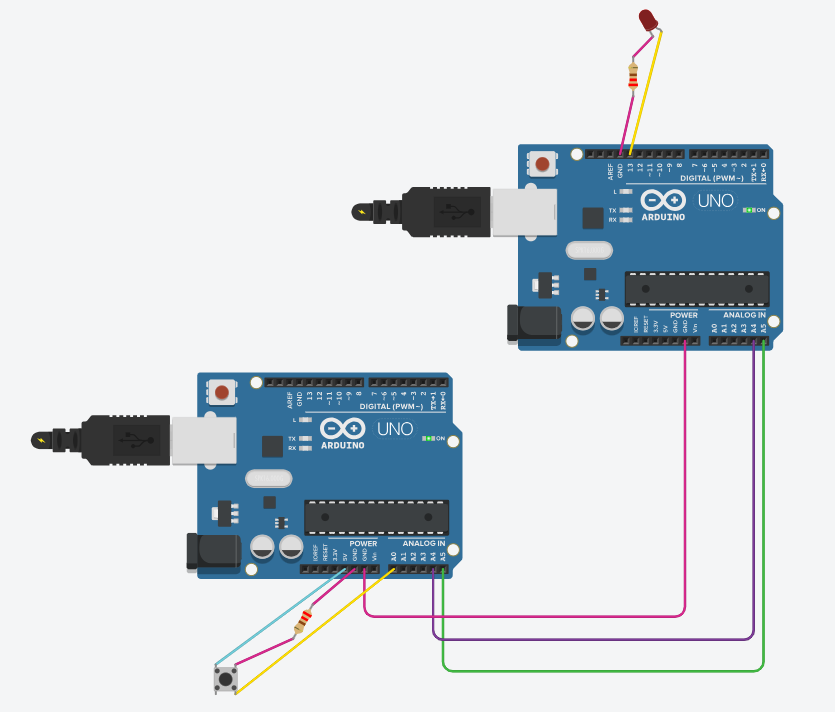 AREF
GND
13
12
~11
~10
~9
8
7
~6
~5
4
~3
2
TX→1
RX←0
DIGITAL (PWM~)
L
TX
RX
ARDUINO
UNO
ON
POWER
ANALOG IN
IOREF
RESET
3.3V
5V
GND
GND
Vin
A0
A1
A2
A3
A4
A5
AREF
GND
13
12
~11
~10
~9
8
7
~6
~5
4
~3
2
TX→1
RX←0
DIGITAL (PWM~)
L
TX
RX
ARDUINO
UNO
ON
POWER
ANALOG IN
IOREF
RESET
3.3V
5V
GND
GND
Vin
A0
A1
A2
A3
A4
A5